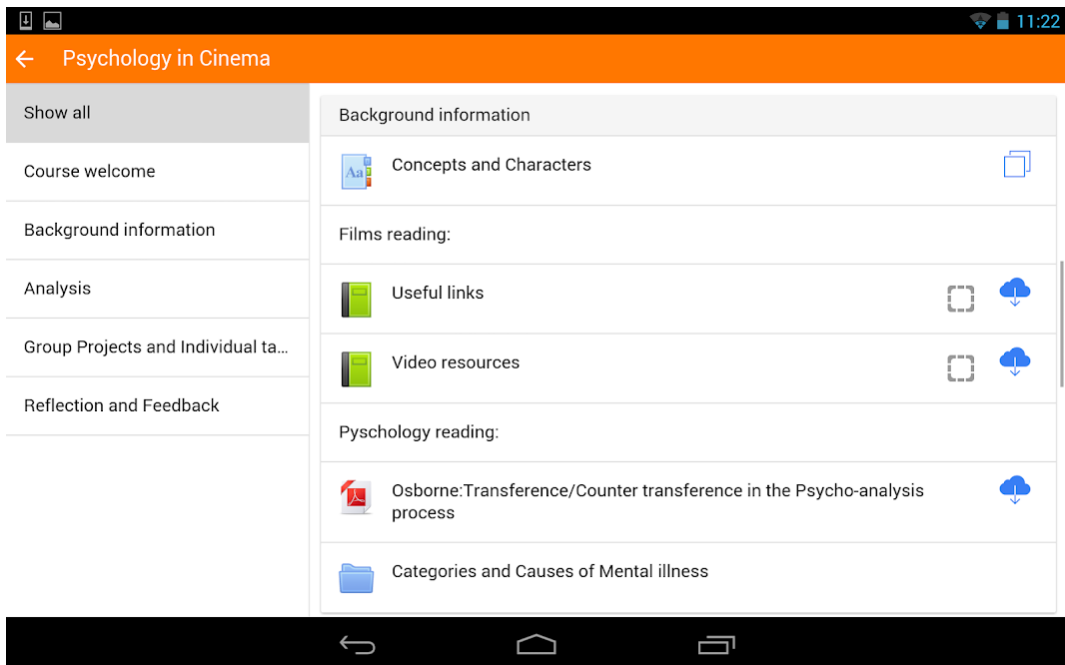 11:22
Psychology in Cinema
Show all
Course welcome
Background information
Analysis
Group Projects and Individual ta...
Reflection and Feedback
Background information
Aa
Concepts and Characters
Films reading:
Useful links
Video resources
Pyschology reading:
Osborne:Transference/Counter transference in the Psycho-analysis
process
Categories and Causes of Mental illness